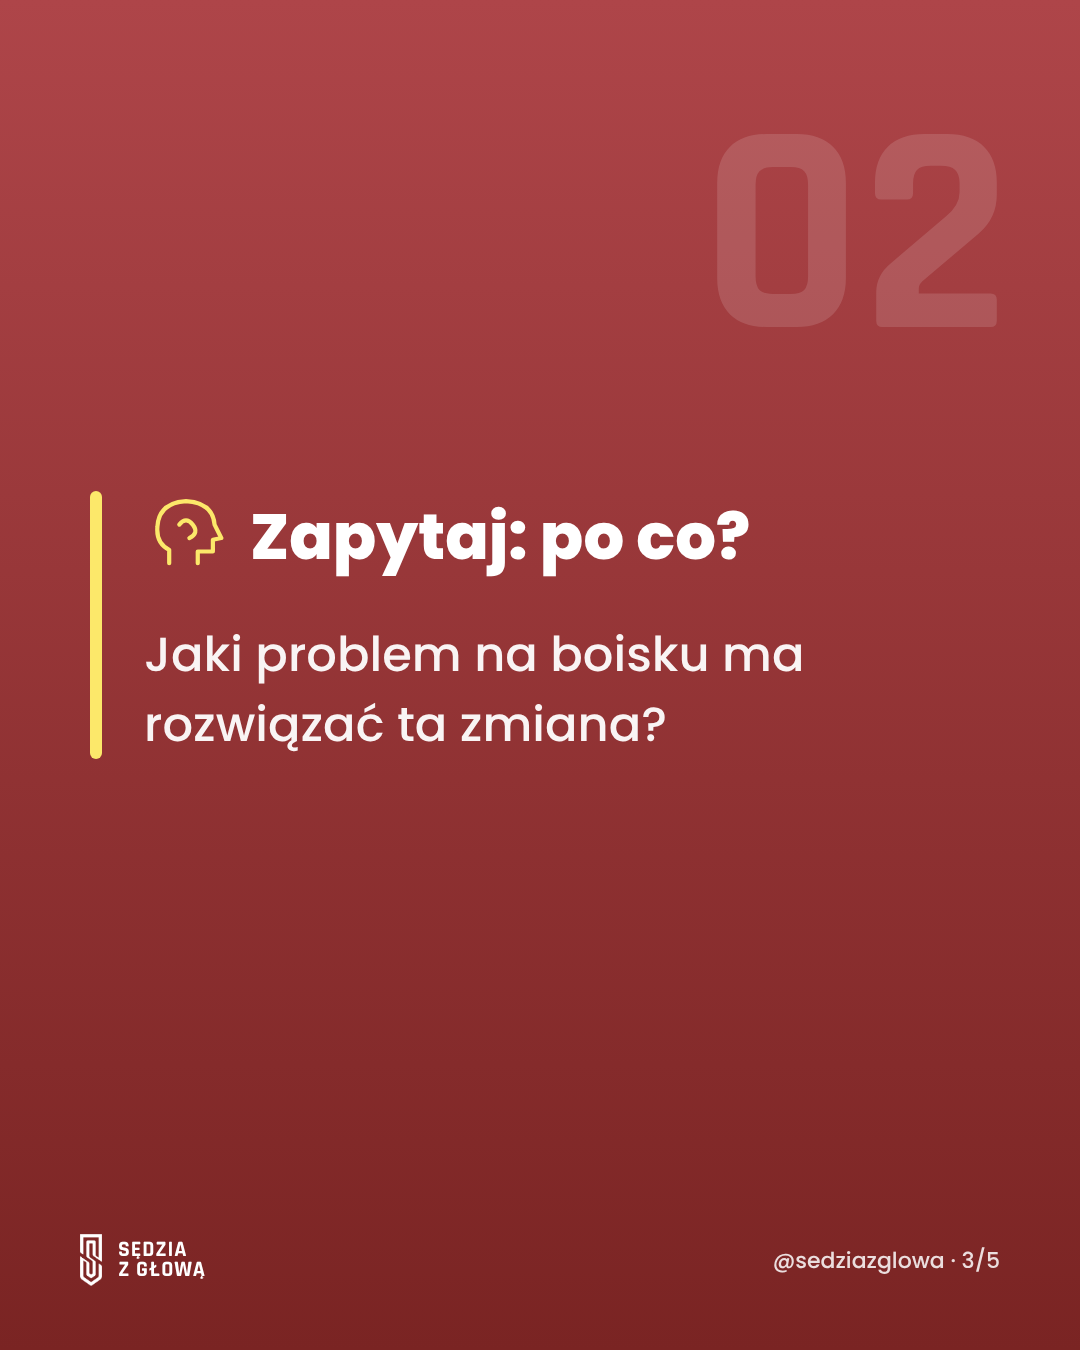 02
Zapytaj: po co?
Jaki problem na boisku ma
rozwiązać ta zmiana?
SĘDZIA
Z GŁOWĄ
@sedziazglowa · 3/5